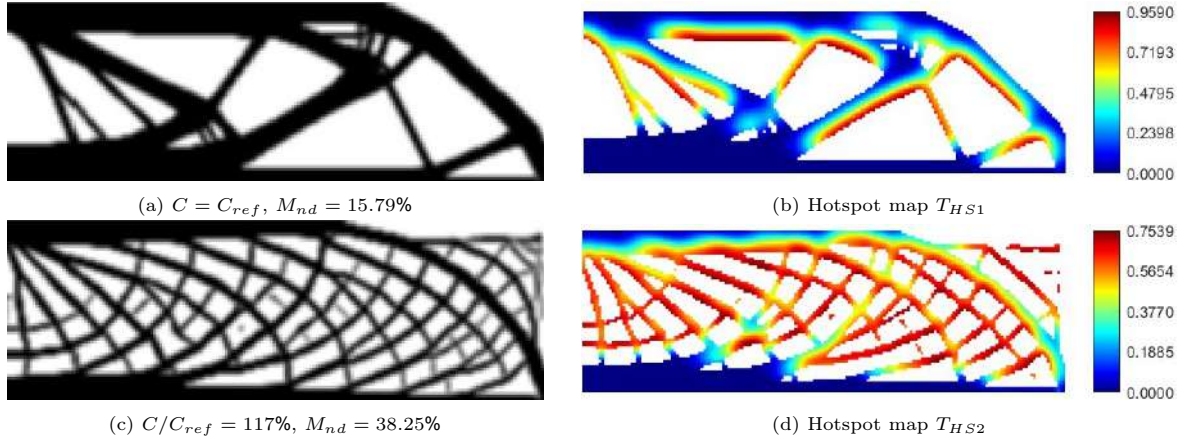 0.9590
0.7193
0.4795
0.2398
0.0000
(a) C = C_ref, M_nd = 15.79%
(b) Hotspot map T_HS1
0.7539
0.5654
0.3770
0.1885
0.0000
(c) C/C_ref = 117%, M_nd = 38.25%
(d) Hotspot map T_HS2